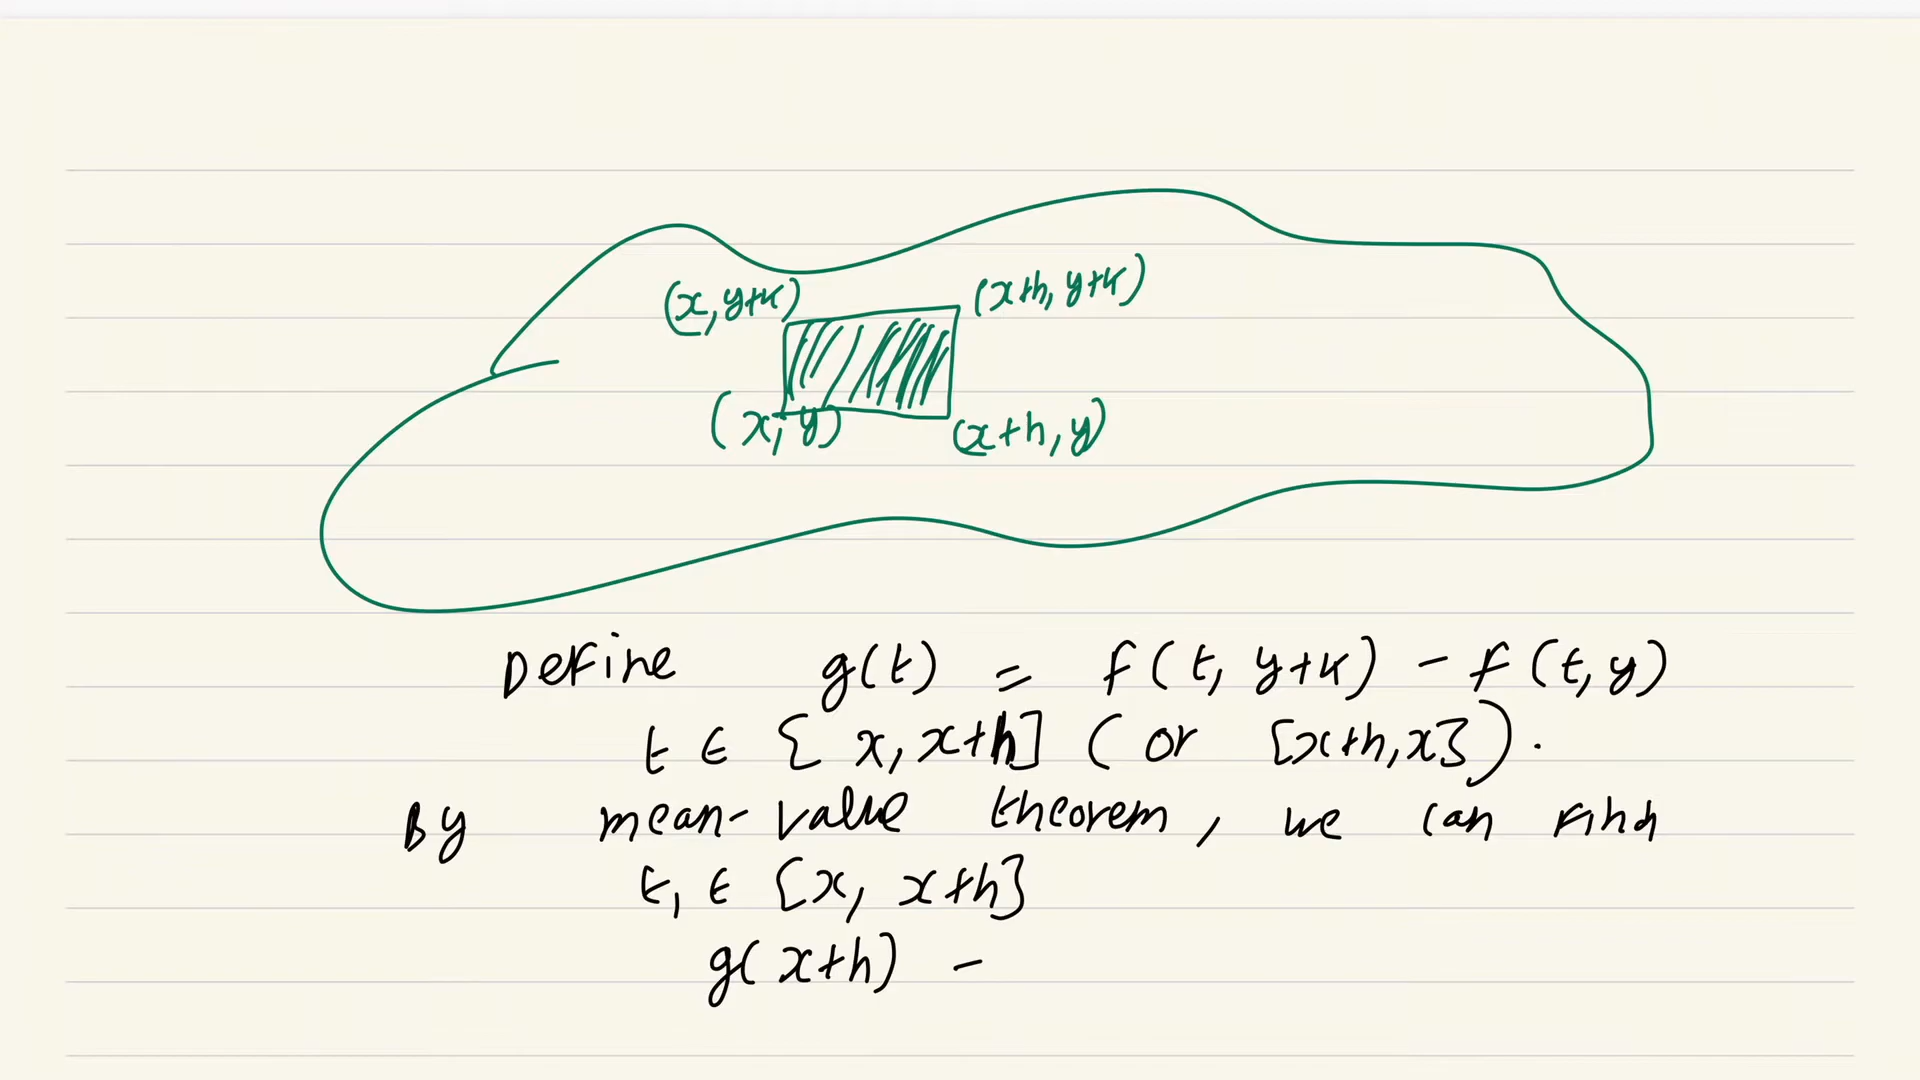 (x, y+k) (x+h, y+k)
(x, y) (x+h, y)
Define g(t) = f(t, y+k) - f(t, y)
t ∈ [x, x+h] (or [x+h, x]).
By mean-value theorem, we can find
t₁ ∈ [x, x+h]
g(x+h) -